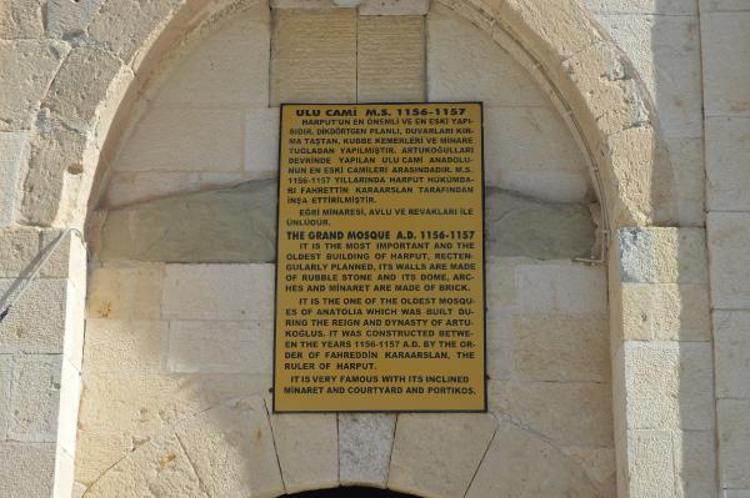 ULU CAMİ M.S. 1156-1157
HARPUT'UN EN ÖNEMLİ VE EN ESKİ YAPI-
SIDIR. DİKDÖRTGEN PLANLI, DUVARLARI KIR-
MA TAŞTAN, KUBBE KEMERLERİ VE MİNARE
TUĞLADAN YAPILMIŞTIR. ARTUKOĞULLARI
DEVRİNDE YAPILAN ULU CAMİ ANADOLU-
NUN EN ESKİ CAMİLERİ ARASINDADIR. M.S.
1156-1157 YILLARINDA HARPUT HÜKÜMDA-
RI FAHRETTİN KARAARSLAN TARAFINDAN
İNŞA ETTİRİLMİŞTİR.
EĞRİ MİNARESİ, AVLU VE REVAKLARI İLE
ÜNLÜDÜR.
THE GRAND MOSQUE A.D. 1156-1157
IT IS THE MOST IMPORTANT AND THE
OLDEST BUILDING OF HARPUT, RECTEN-
GULARLY PLANNED, ITS WALLS ARE MADE
OF RUBBLE STONE AND ITS DOME, ARC-
HES AND MINARET ARE MADE OF BRICK.
IT IS THE ONE OF THE OLDEST MOSQU-
ES OF ANATOLIA WHICH WAS BUILT DU-
RING THE REIGN AND DYNASTY OF ARTU-
KOĞLUS. IT WAS CONSTRUCTED BETWE-
EN THE YEARS 1156-1157 A.D. BY THE OR-
DER OF FAHREDDİN KARAARSLAN, THE
RULER OF HARPUT.
IT IS VERY FAMOUS WITH ITS INCLINED
MINARET AND COURTYARD AND PORTIKOS.